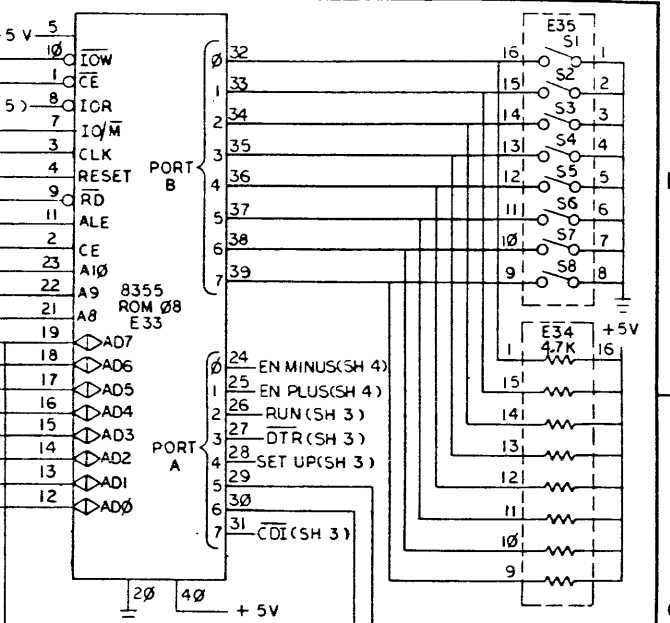 5 V 5
10 IOW
1 CE
5) 8 IOR
7 IO/M
3 CLK
4 RESET
9 RD
11 ALE
2 CE
23 A1Ø
22 A9
21 A8
19 AD7
18 AD6
17 AD5
16 AD4
15 AD3
14 AD2
13 AD1
12 ADØ
8355
ROM Ø8
E33
PORT
B
Ø 32
1 33
2 34
3 35
4 36
5 37
6 38
7 39
PORT
A
Ø 24 EN MINUS(SH 4)
1 25 EN PLUS(SH 4)
2 26 RUN(SH 3)
3 27 DTR(SH 3)
4 28 SET UP(SH 3)
5 29
6 3Ø
7 31 CDI(SH 3)
2Ø 4Ø + 5V
E35
16 S1 1
15 S2 2
14 S3 3
13 S4 4
12 S5 5
11 S6 6
1Ø S7 7
9 S8 8
E34 +5V
4.7K
1 16
15
14
13
12
11
1Ø
9